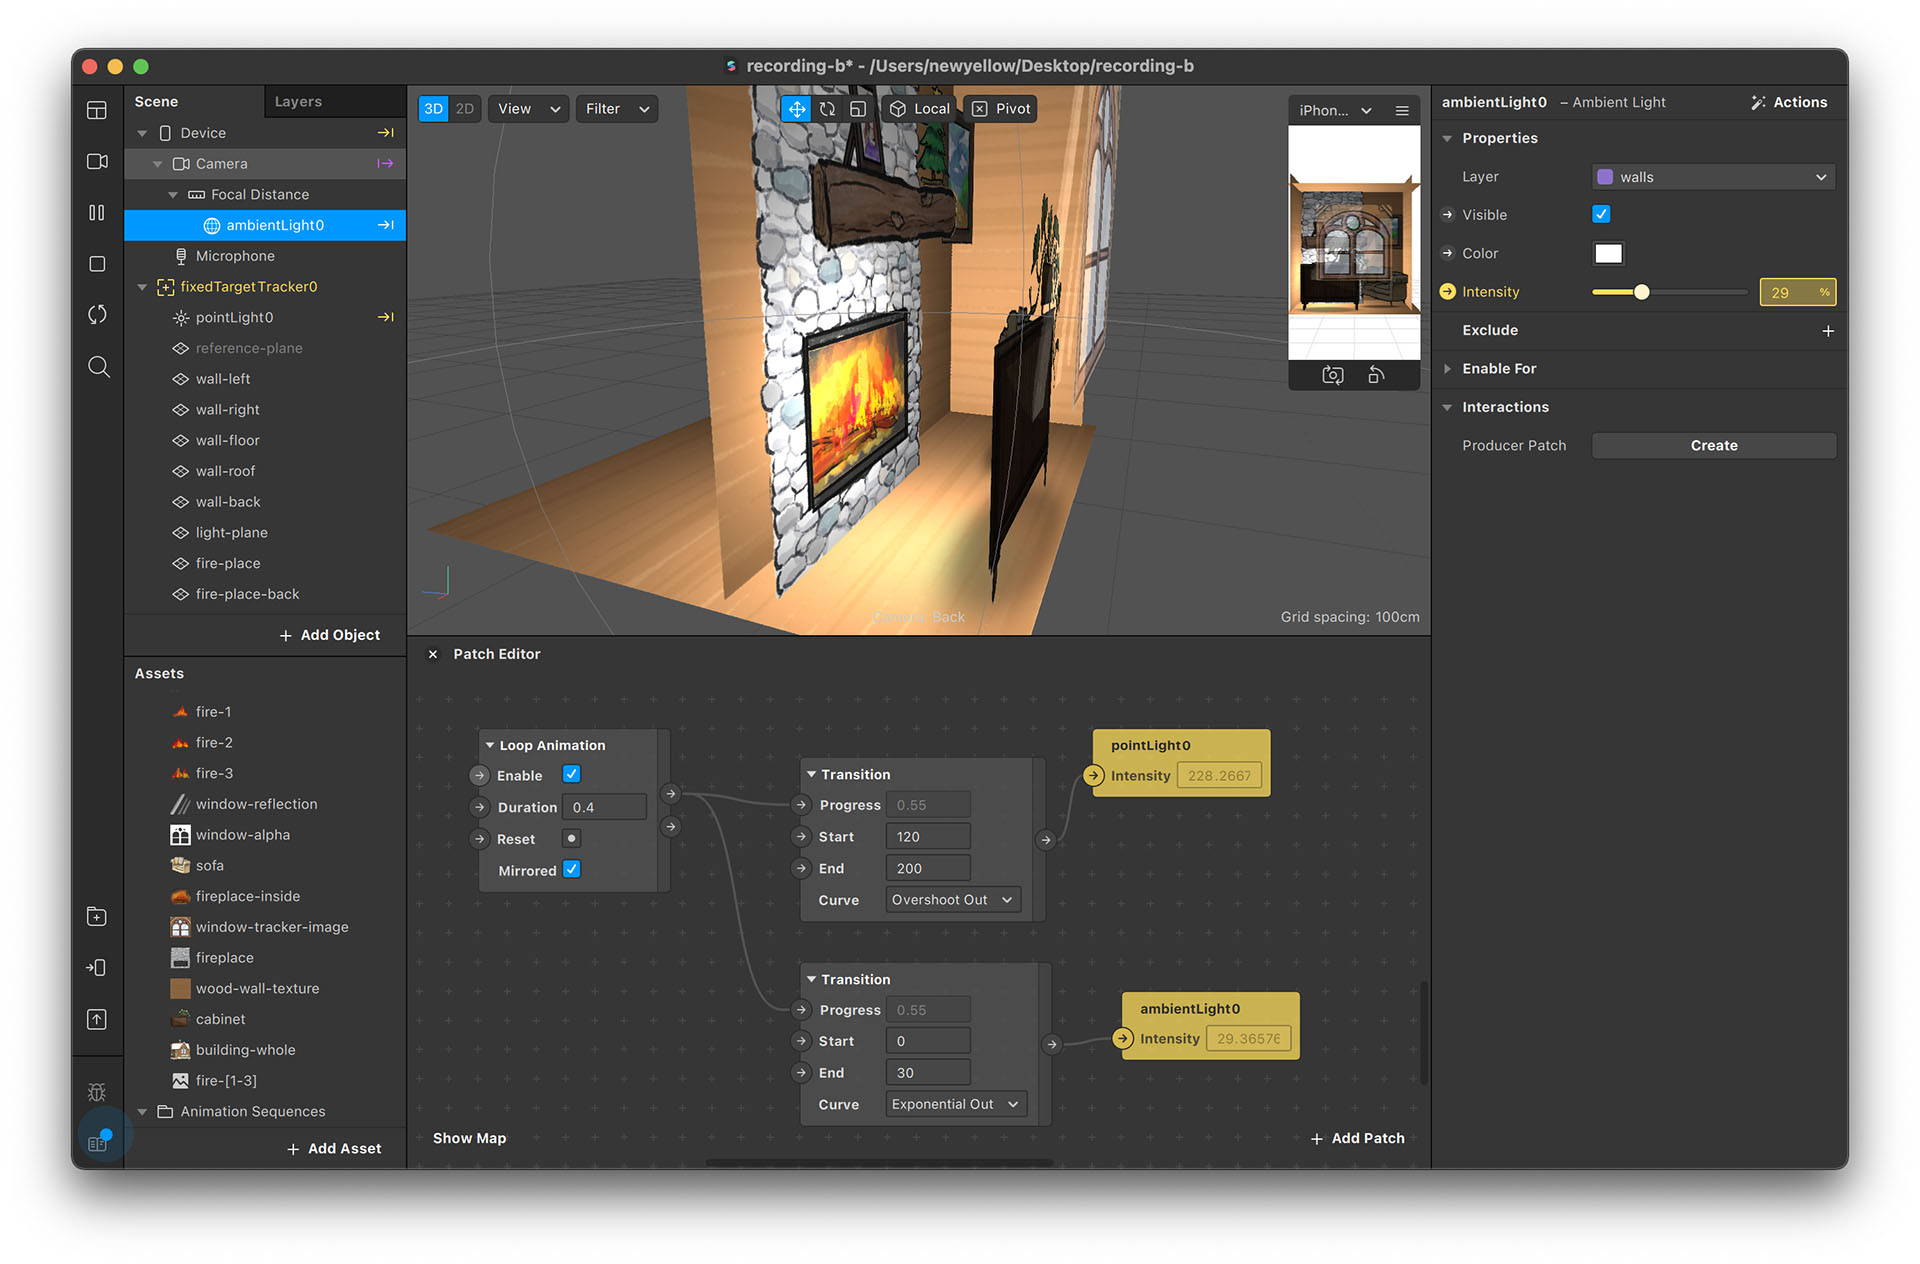 recording-b* - /Users/newyellow/Desktop/recording-b
Scene
Layers
Device
Camera
Focal Distance
ambientLight0
Microphone
fixedTargetTracker0
pointLight0
reference-plane
wall-left
wall-right
wall-floor
wall-roof
wall-back
light-plane
fire-place
fire-place-back
+ Add Object
Assets
fire-1
fire-2
fire-3
window-reflection
window-alpha
sofa
fireplace-inside
window-tracker-image
fireplace
wood-wall-texture
cabinet
building-whole
fire-[1-3]
Animation Sequences
+ Add Asset
3D 2D View Filter
Local Pivot
iPhon...
Back
Grid spacing: 100cm
Patch Editor
Loop Animation
Enable
Duration 0.4
Reset
Mirrored
Transition
Progress 0.55
Start 120
End 200
Curve Overshoot Out
pointLight0
Intensity 228.2667
Transition
Progress 0.55
Start 0
End 30
Curve Exponential Out
ambientLight0
Intensity 29.36576
Show Map
+ Add Patch
ambientLight0 – Ambient Light
Actions
Properties
Layer walls
Visible
Color
Intensity 29 %
Exclude +
Enable For
Interactions
Producer Patch Create